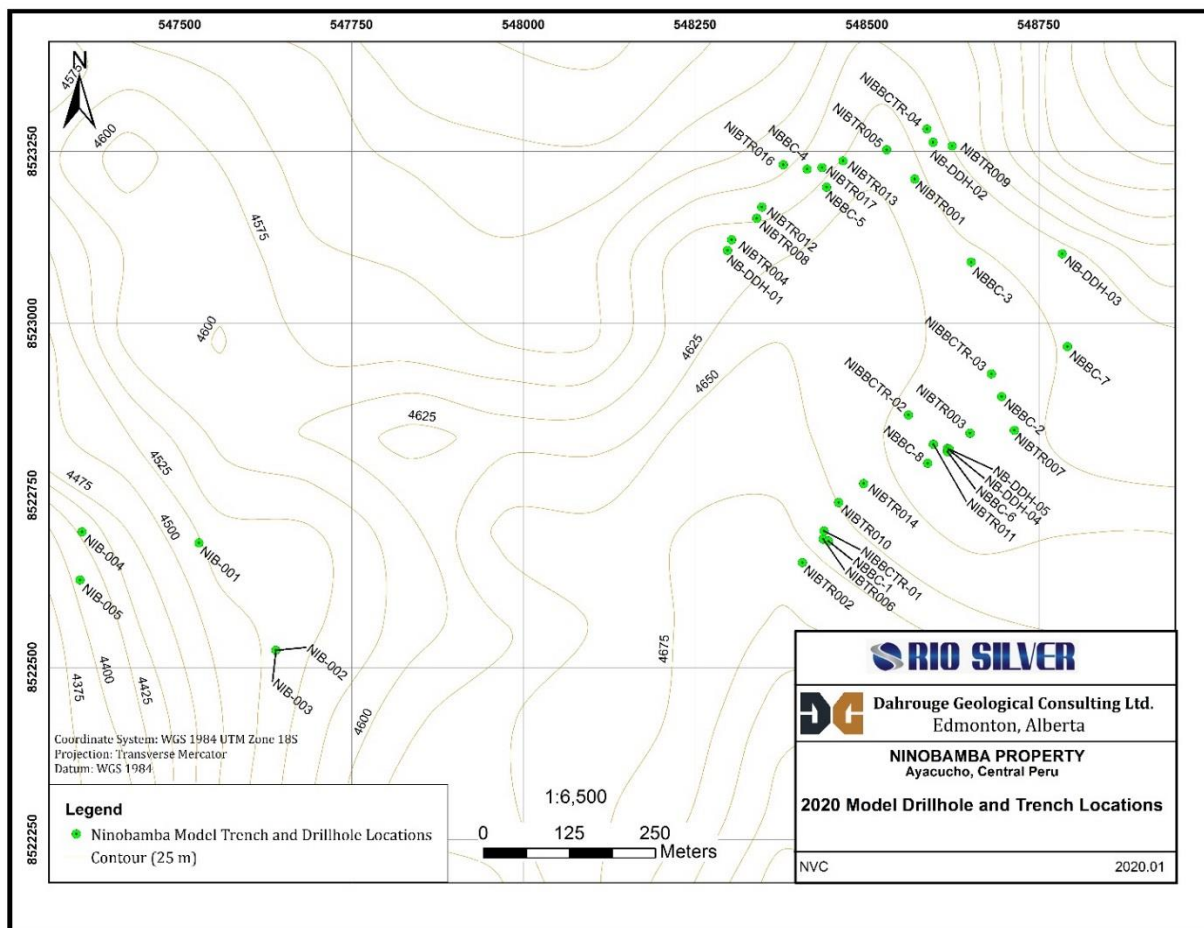 547500
547750
548000
548250
548500
548750
N
4575
4600
4575
4600
4625
4625
4650
4675
4600
4525
4500
4475
4425
4400
4375
8523250
8523000
8522750
8522500
8522250
NIBBCTR-04
NIBTR005
NBBC-4
NIBTR016
NIBTR009
NB-DDH-02
NIBTR001
NIBTR013
NIBTR017
NBBC-5
NIBTR012
NIBTR008
NIBTR004
NB-DDH-01
NBBC-3
NB-DDH-03
NBBC-7
NIBBCTR-03
NBBC-2
NIBTR007
NIBBCTR-02
NIBTR003
NBBC-8
NB-DDH-05
NB-DDH-04
NBBC-6
NIBTR011
NIBTR014
NIBTR010
NIBBCTR-01
NBBC-1
NIBTR006
NIBTR002
NIB-004
NIB-005
NIB-001
NIB-002
NIB-003
Coordinate System: WGS 1984 UTM Zone 18S
Projection: Transverse Mercator
Datum: WGS 1984
Legend
Ninobamba Model Trench and Drillhole Locations
Contour (25 m)
1:6,500
0 125 250
Meters
RIO SILVER
Dahrouge Geological Consulting Ltd.
Edmonton, Alberta
NINOBAMBA PROPERTY
Ayacucho, Central Peru
2020 Model Drillhole and Trench Locations
NVC 2020.01